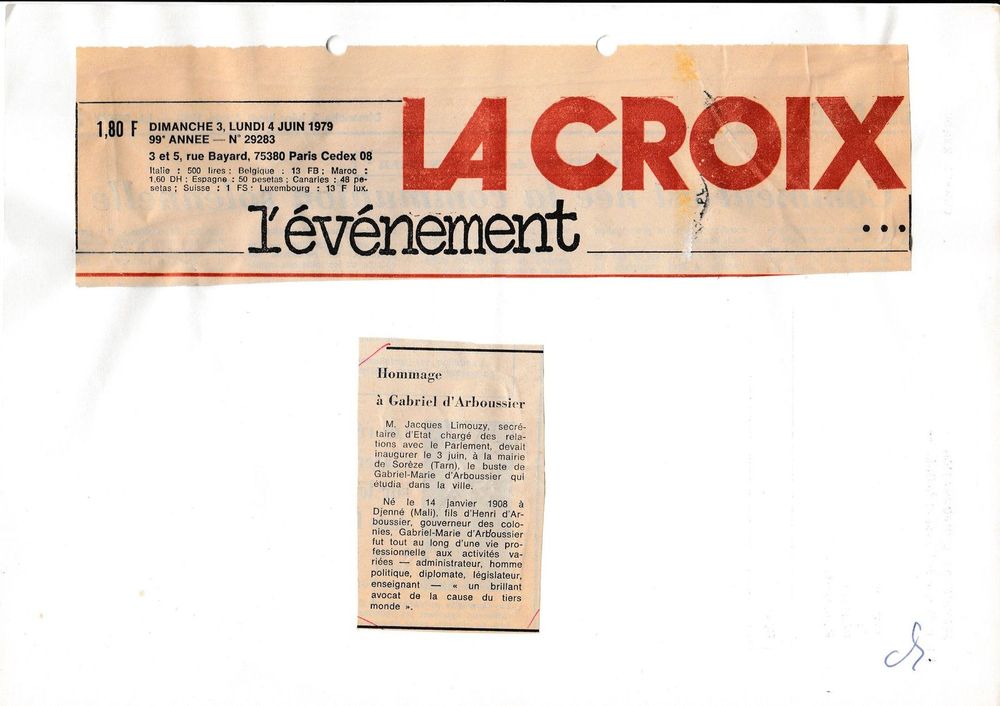 LA CROIX
1,80 F
DIMANCHE 3, LUNDI 4 JUIN 1979
99e ANNEE — N° 29283
3 et 5, rue Bayard, 75380 Paris Cedex 08
Italie : 500 lires ; Belgique : 13 FB ; Maroc :
1,60 DH ; Espagne : 50 pesetas ; Canaries : 48 pe-
setas ; Suisse : 1 FS ; Luxembourg : 13 F lux.
l'événement
...
Hommage
à Gabriel d'Arboussier
M. Jacques Limouzy, secré-
taire d'Etat chargé des rela-
tions avec le Parlement, devait
inaugurer le 3 juin, à la mairie
de Sorèze (Tarn), le buste de
Gabriel-Marie d'Arboussier qui
étudia dans la ville.
Né le 14 janvier 1908 à
Djenné (Mali), fils d'Henri d'Ar-
boussier, gouverneur des colo-
nies, Gabriel-Marie d'Arboussier
fut tout au long d'une vie pro-
fessionnelle aux activités va-
riées — administrateur, homme
politique, diplomate, législateur,
enseignant — « un brillant
avocat de la cause du tiers
monde ».